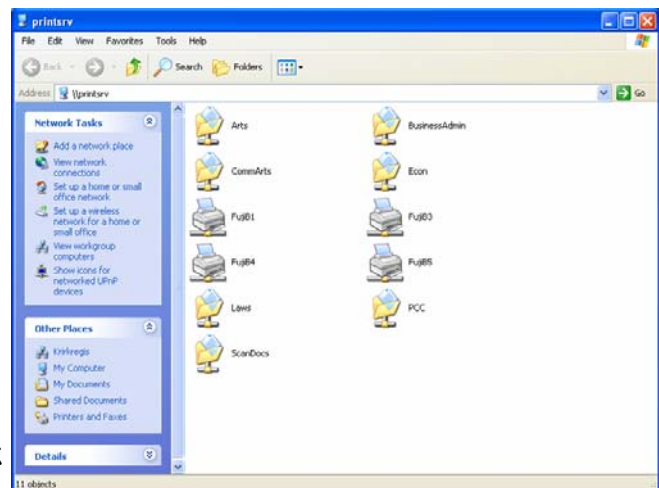 printsrv
File Edit View Favorites Tools Help
Back Search Folders
Address \\printsrv Go
Network Tasks
Add a network place
View network
connections
Set up a home or small
office network
Set up a wireless
network for a home or
small office
View workgroup
computers
Show icons for
networked UPnP
devices
Other Places
Krirkregis
My Computer
My Documents
Shared Documents
Printers and Faxes
Details
Arts BusinessAdmin
CommArts Econ
FujiB1 FujiB3
FujiB4 FujiB5
Laws PCC
ScanDocs
11 objects